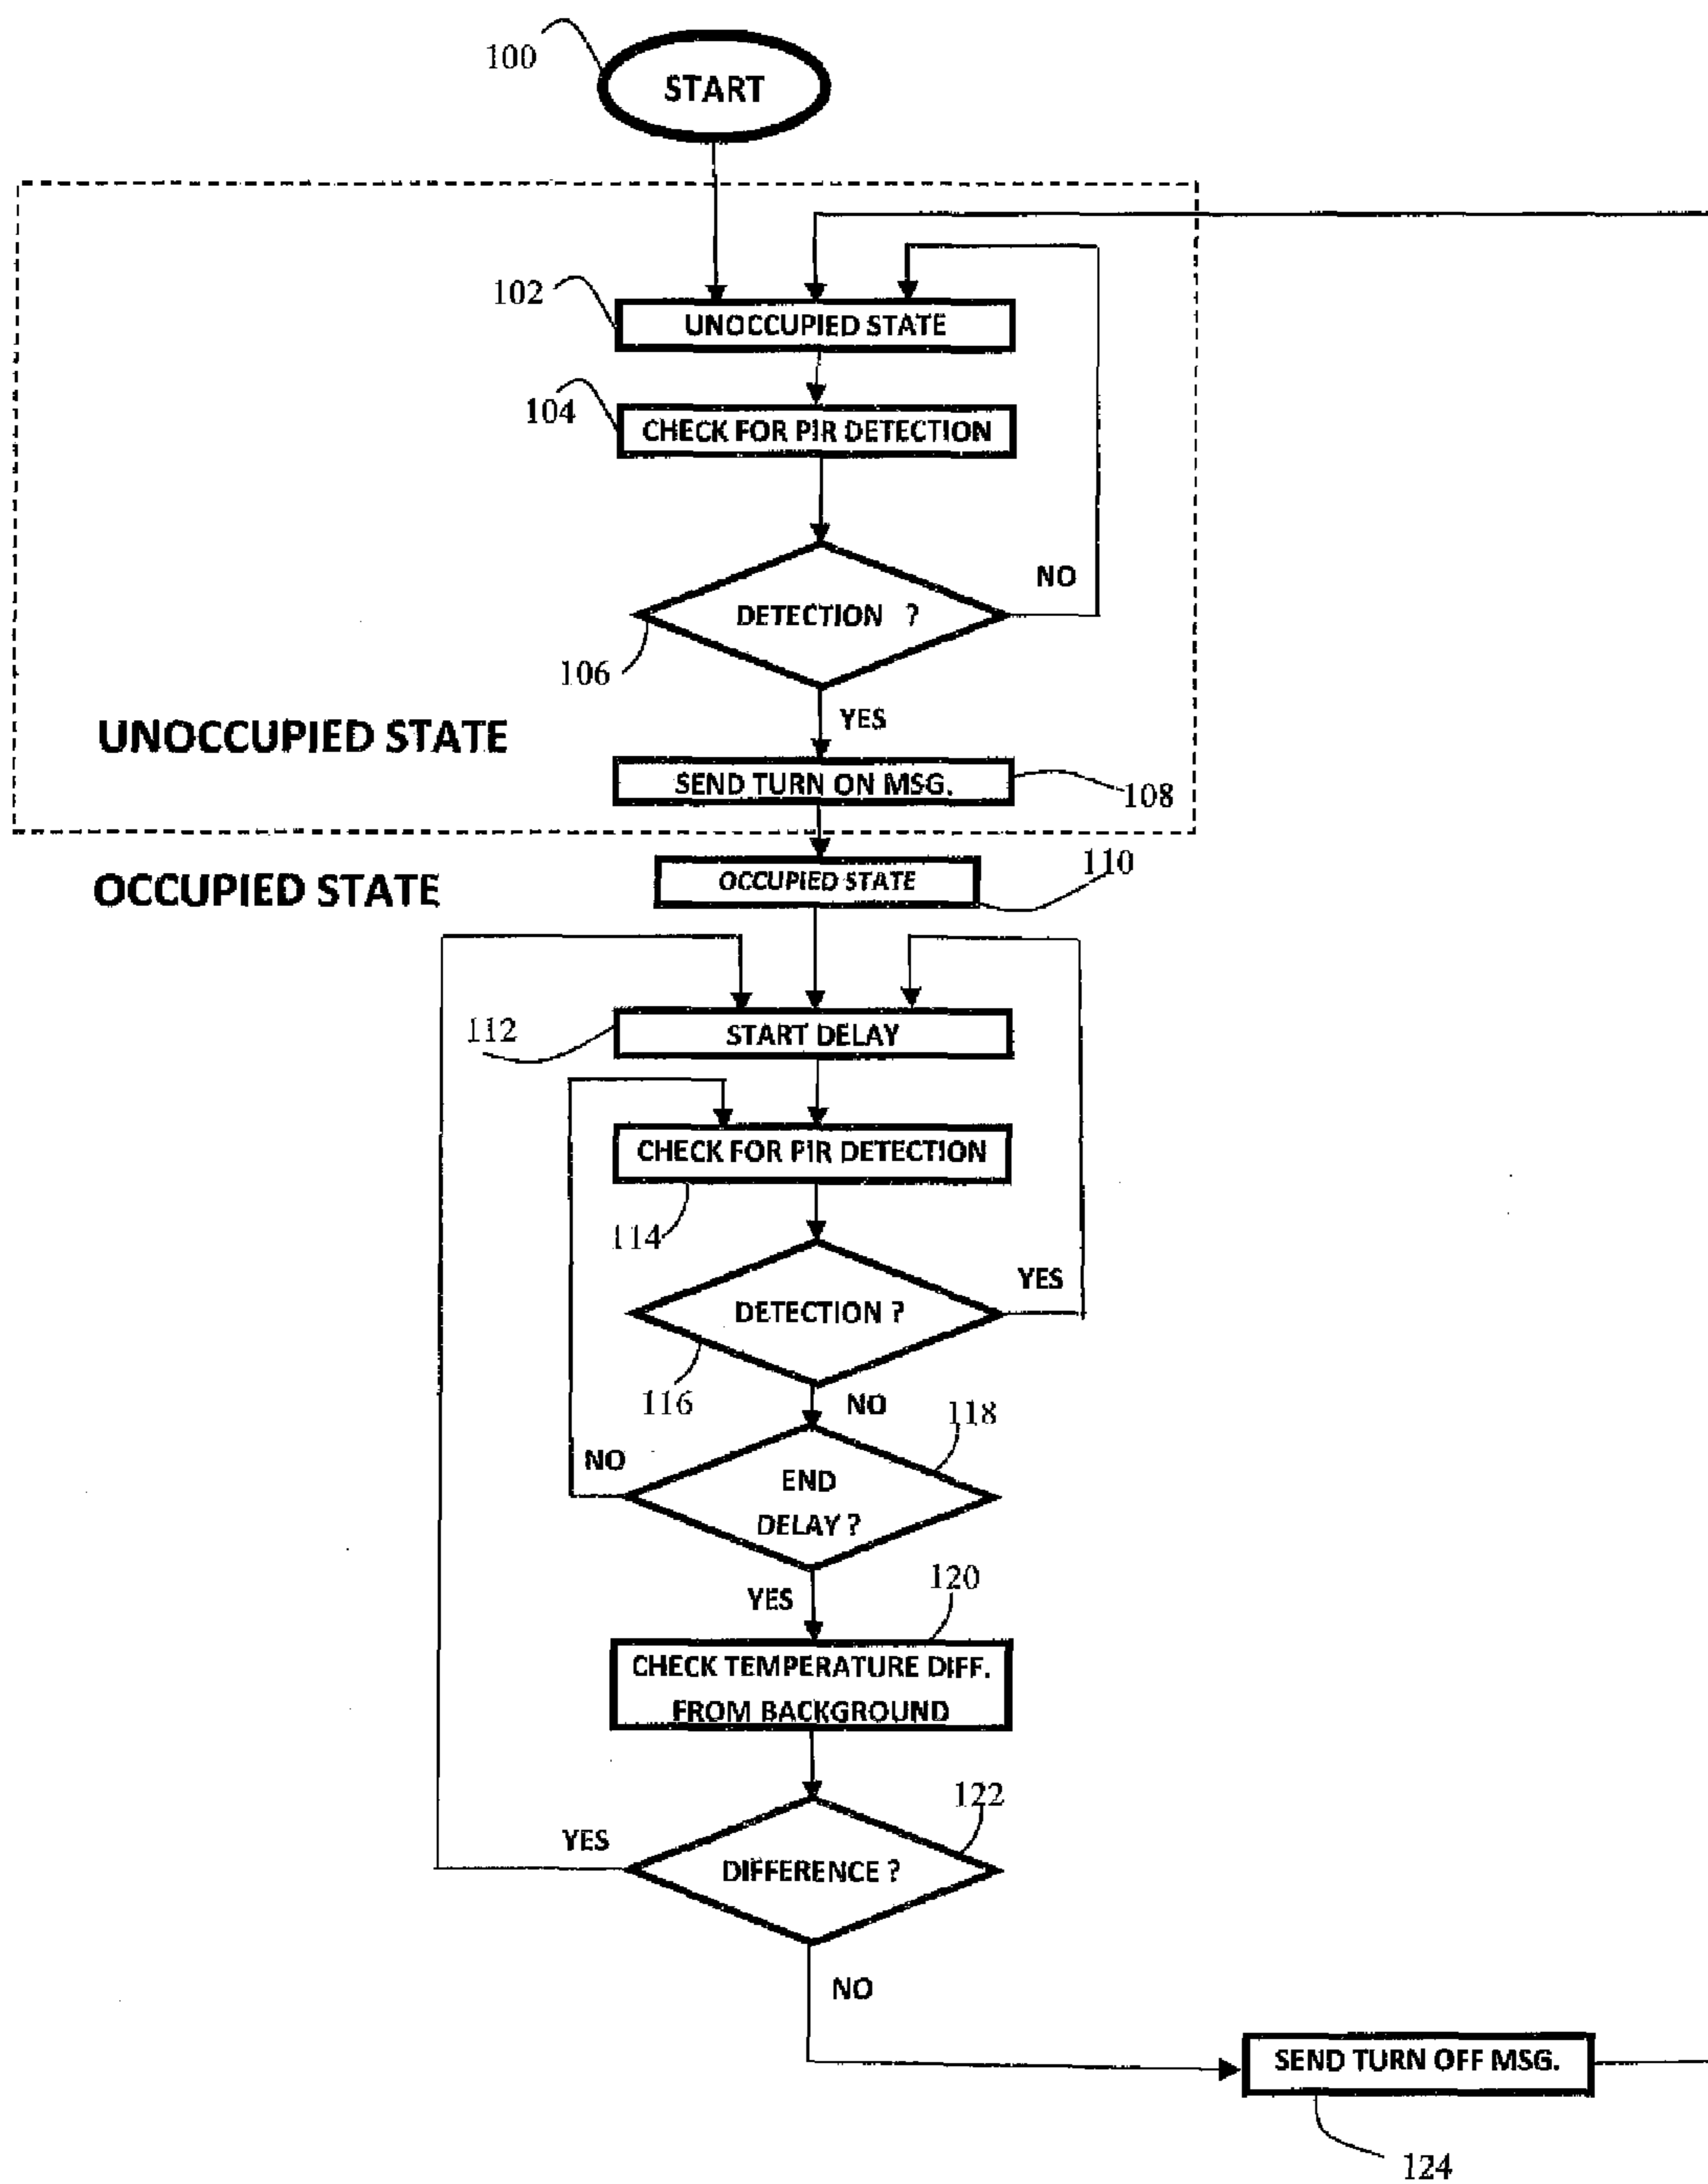 100
START
102
UNOCCUPIED STATE
104
CHECK FOR PIR DETECTION
NO
DETECTION ?
106
YES
UNOCCUPIED STATE
SEND TURN ON MSG.
108
110
OCCUPIED STATE
OCCUPIED STATE
112
START DELAY
CHECK FOR PIR DETECTION
114
YES
DETECTION ?
116
NO
118
NO
END
DELAY ?
120
YES
CHECK TEMPERATURE DIFF.
FROM BACKGROUND
122
YES
DIFFERENCE ?
NO
SEND TURN OFF MSG.
124